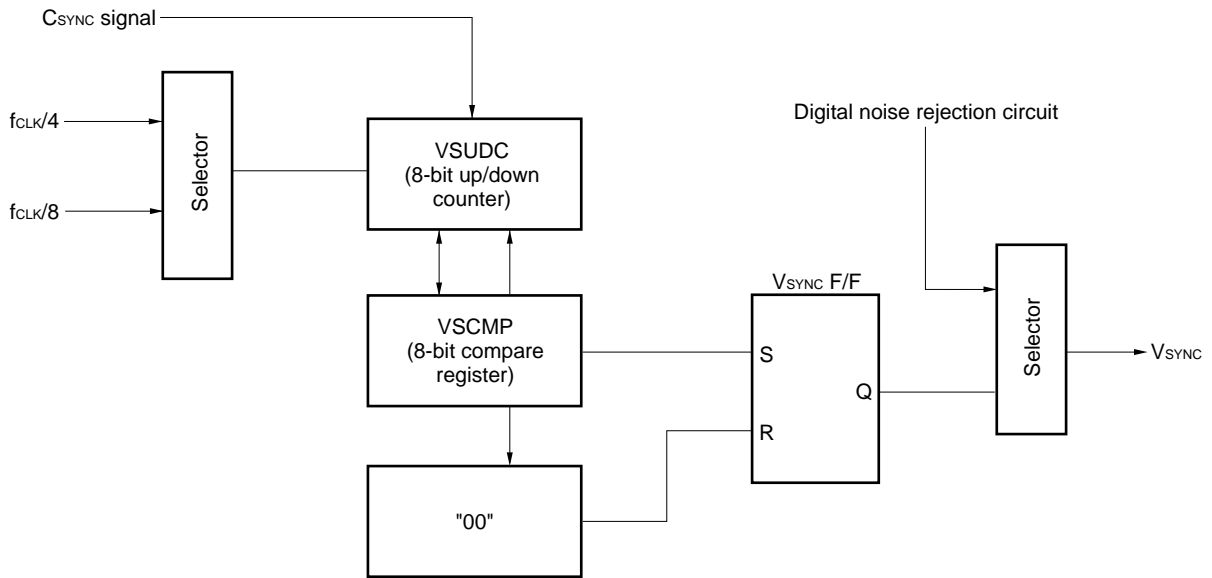 CSYNC signal
fCLK/4
fCLK/8
Selector
VSUDC
(8-bit up/down
counter)
VSCMP
(8-bit compare
register)
"00"
VSYNC F/F
S
R
Q
Digital noise rejection circuit
Selector
VSYNC